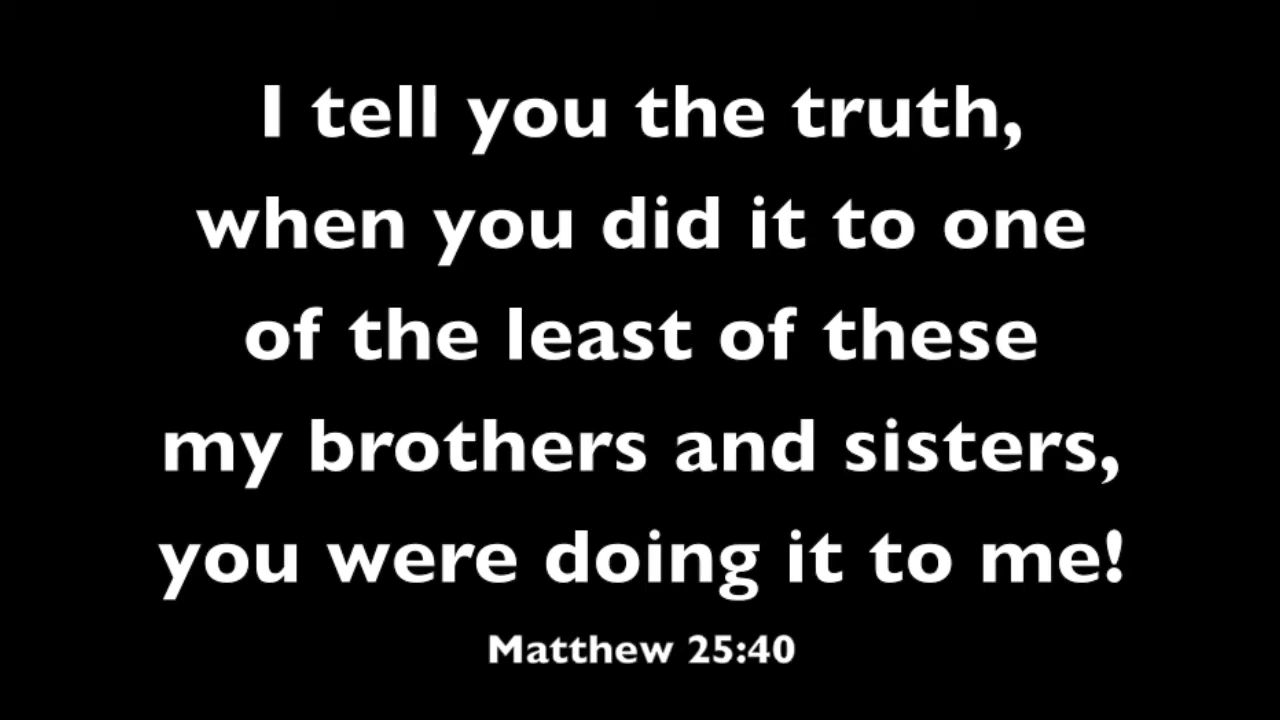 I tell you the truth,
when you did it to one
of the least of these
my brothers and sisters,
you were doing it to me!
Matthew 25:40